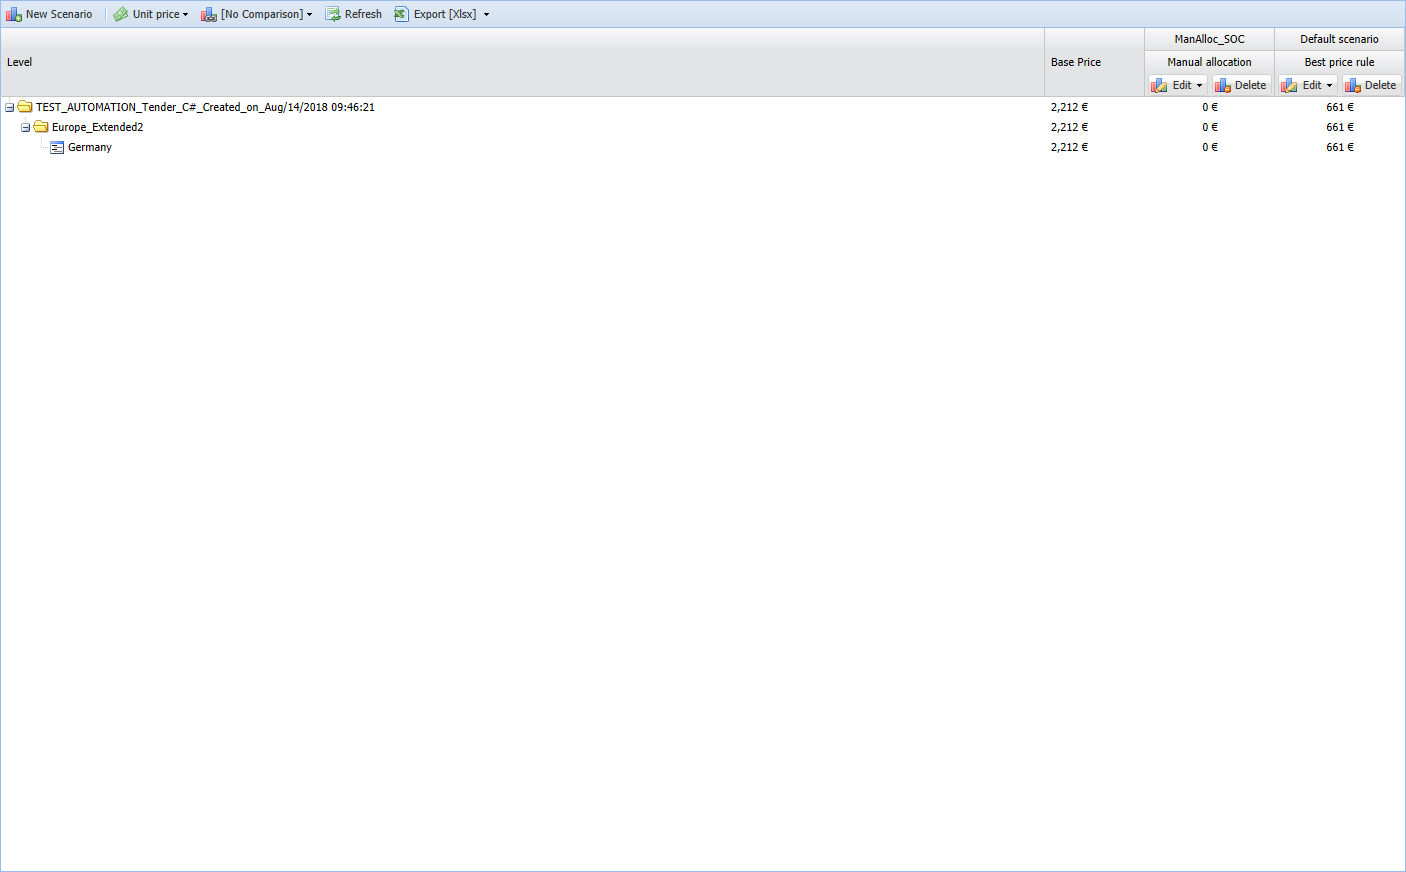 New Scenario Unit price [No Comparison] Refresh Export [Xlsx]
ManAlloc_SOC Default scenario
Level Base Price Manual allocation Best price rule
Edit Delete Edit Delete
TEST_AUTOMATION_Tender_C#_Created_on_Aug/14/2018 09:46:21 2,212 € 0 € 661 €
Europe_Extended2 2,212 € 0 € 661 €
Germany 2,212 € 0 € 661 €